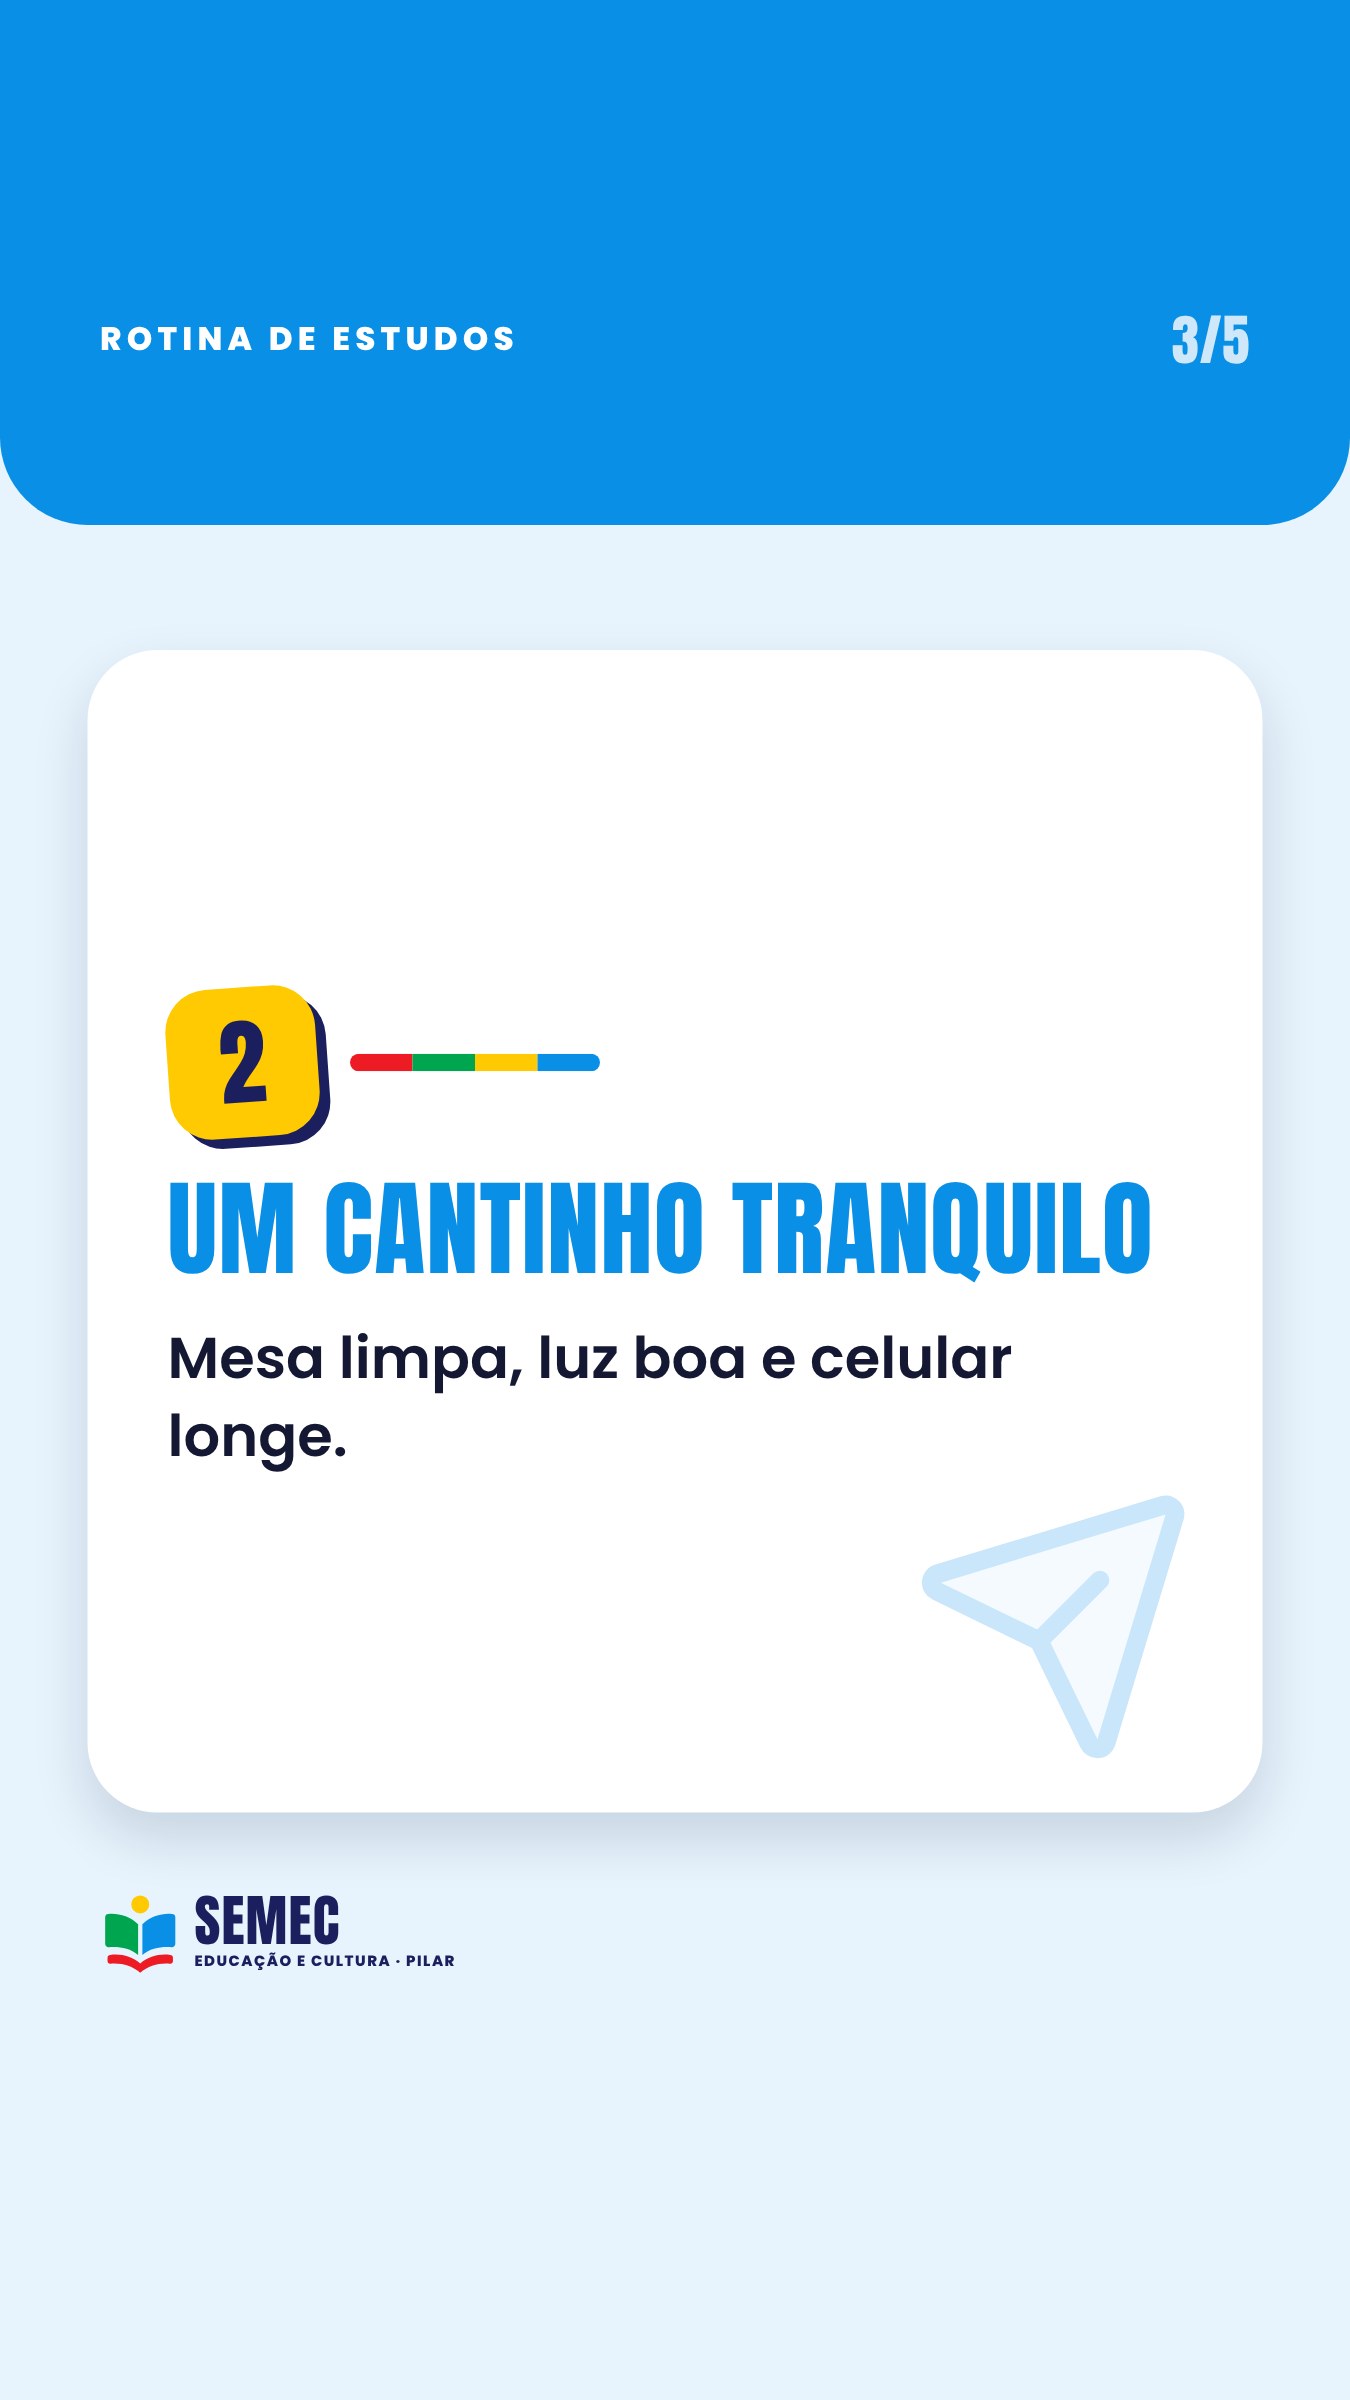 ROTINA DE ESTUDOS
3/5
2
UM CANTINHO TRANQUILO
Mesa limpa, luz boa e celular
longe.
SEMEC
EDUCAÇÃO E CULTURA · PILAR